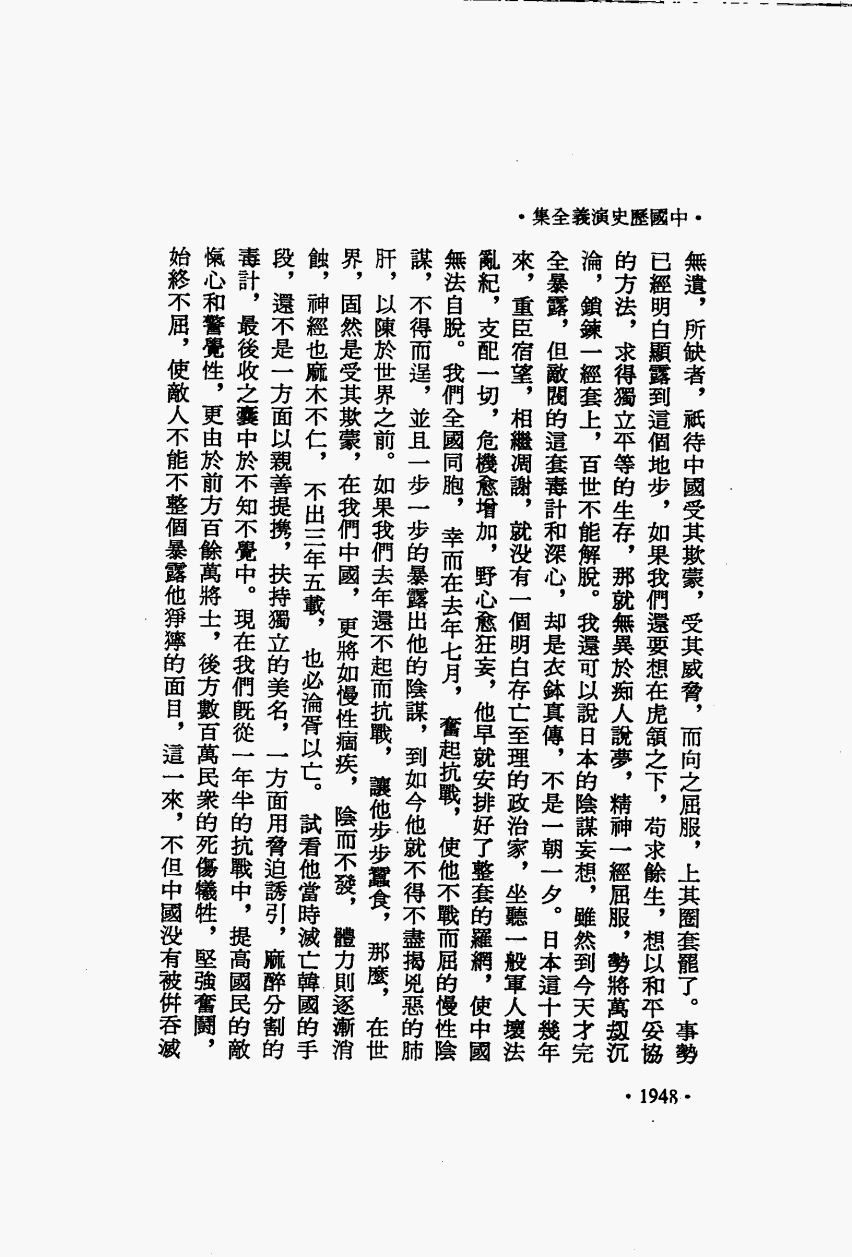 •中國歷史演義全集•
無遺，所缺者，祇待中國受其欺蒙，受其威脅，而向之屈服，上其圈套罷了。事勢
已經明白顯露到這個地步，如果我們還要想在虎頷之下，苟求餘生，想以和平妥協
的方法，求得獨立平等的生存，那就無異於痴人說夢，精神一經屈服，勢將萬劫沉
淪，鎖鍊一經套上，百世不能解脫。我還可以說日本的陰謀妄想，雖然到今天才完
全暴露，但敵閥的這套毒計和深心，却是衣鉢真傳，不是一朝一夕。日本這十幾年
來，重臣宿望，相繼凋謝，就没有一個明白存亡至理的政治家，坐聽一般軍人壞法
亂紀，支配一切，危機愈增加，野心愈狂妄，他早就安排好了整套的羅網，使中國
無法自脫。我們全國同胞，幸而在去年七月，奮起抗戰，使他不戰而屈的慢性陰
謀，不得而逞，並且一步一步的暴露出他的陰謀，到如今他就不得不盡揭兇惡的肺
肝，以陳於世界之前。如果我們去年還不起而抗戰，讓他步步蠶食，那麼，在世
界，固然是受其欺蒙，在我們中國，更將如慢性痼疾，陰而不發，體力則逐漸消
蝕，神經也麻木不仁，不出三年五載，也必淪胥以亡。試看他當時滅亡韓國的手
段，還不是一方面以親善提携，扶持獨立的美名，一方面用脅迫誘引，麻醉分割的
毒計，最後收之囊中於不知不覺中。現在我們既從一年半的抗戰中，提高國民的敵
愾心和警覺性，更由於前方百餘萬將士，後方數百萬民衆的死傷犧牲，堅強奮鬪，
始終不屈，使敵人不能不整個暴露他猙獰的面目，這一來，不但中國没有被併吞滅
•1948•